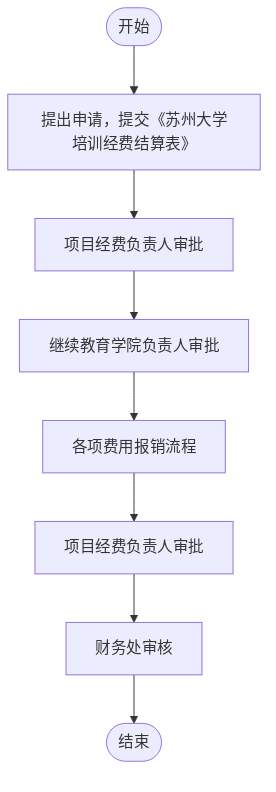 开始
提出申请，提交《苏州大学
培训经费结算表》
项目经费负责人审批
继续教育学院负责人审批
各项费用报销流程
项目经费负责人审批
财务处审核
结束